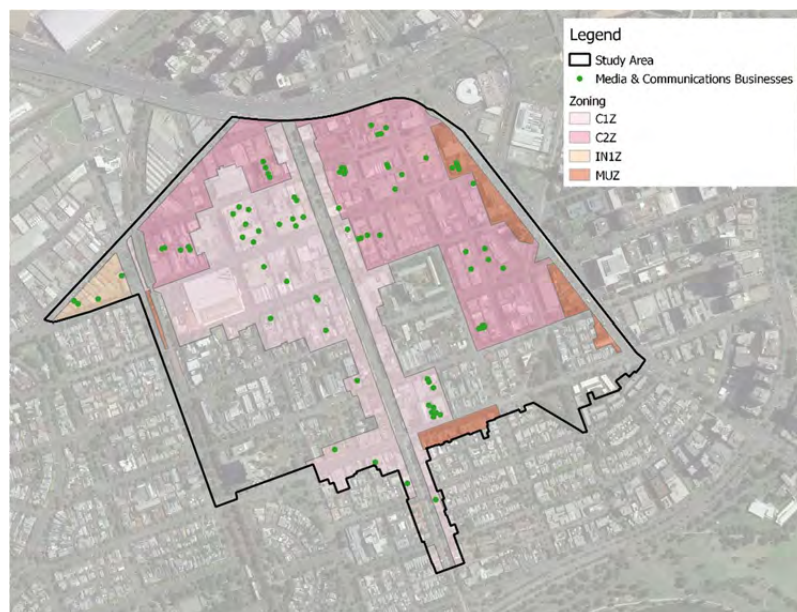 Legend
Study Area
Media & Communications Businesses
Zoning
C1Z
C2Z
IN1Z
MUZ